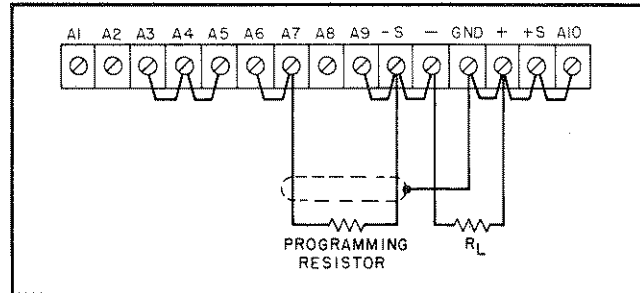 A1 A2 A3 A4 A5 A6 A7 A8 A9 -S — GND + +S A10
PROGRAMMING
RESISTOR
RL